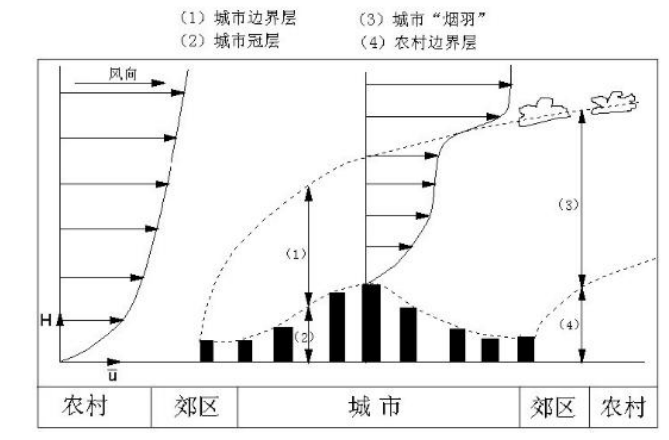 （1）城市边界层 （3）城市“烟羽”
（2）城市冠层 （4）农村边界层
风向
（1）
（2）
（3）
（4）
H
u̅
农村 郊区 城市 郊区 农村